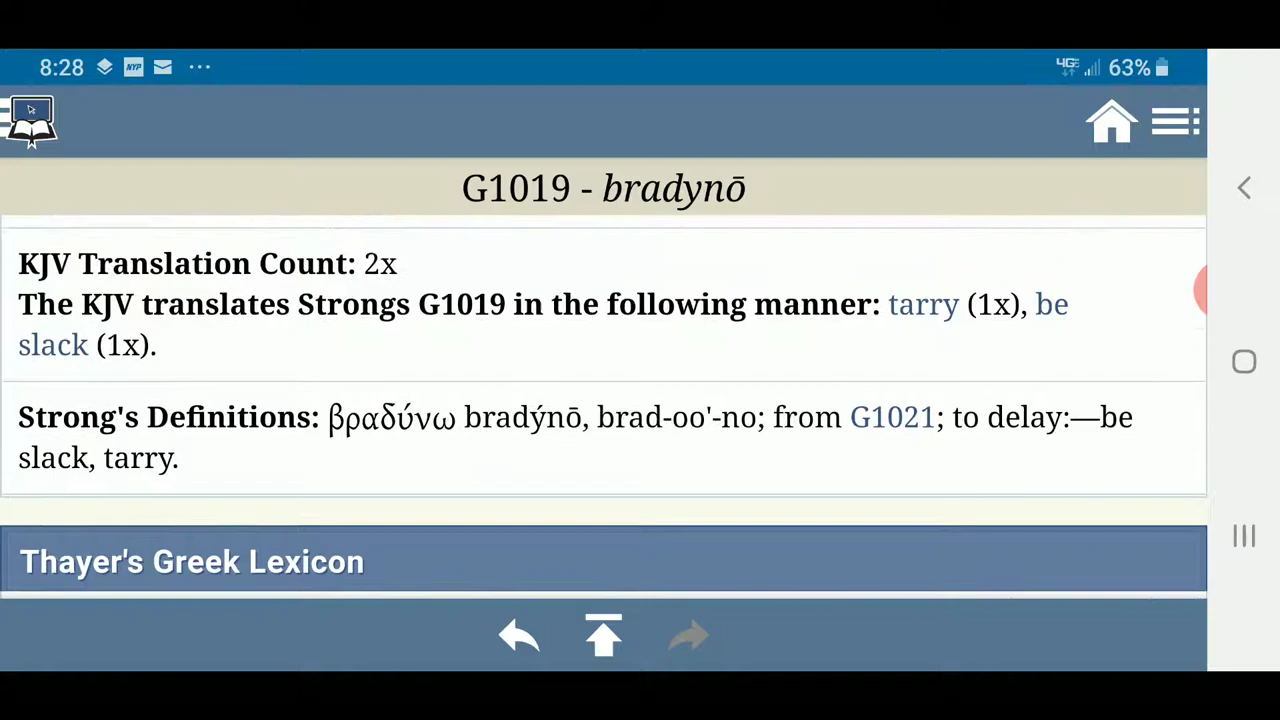 8:28 NYP ... 4GE 63%
G1019 - bradynō
KJV Translation Count: 2x
The KJV translates Strongs G1019 in the following manner: tarry (1x), be
slack (1x).
Strong's Definitions: βραδύνω bradýnō, brad-oo'-no; from G1021; to delay:—be
slack, tarry.
Thayer's Greek Lexicon